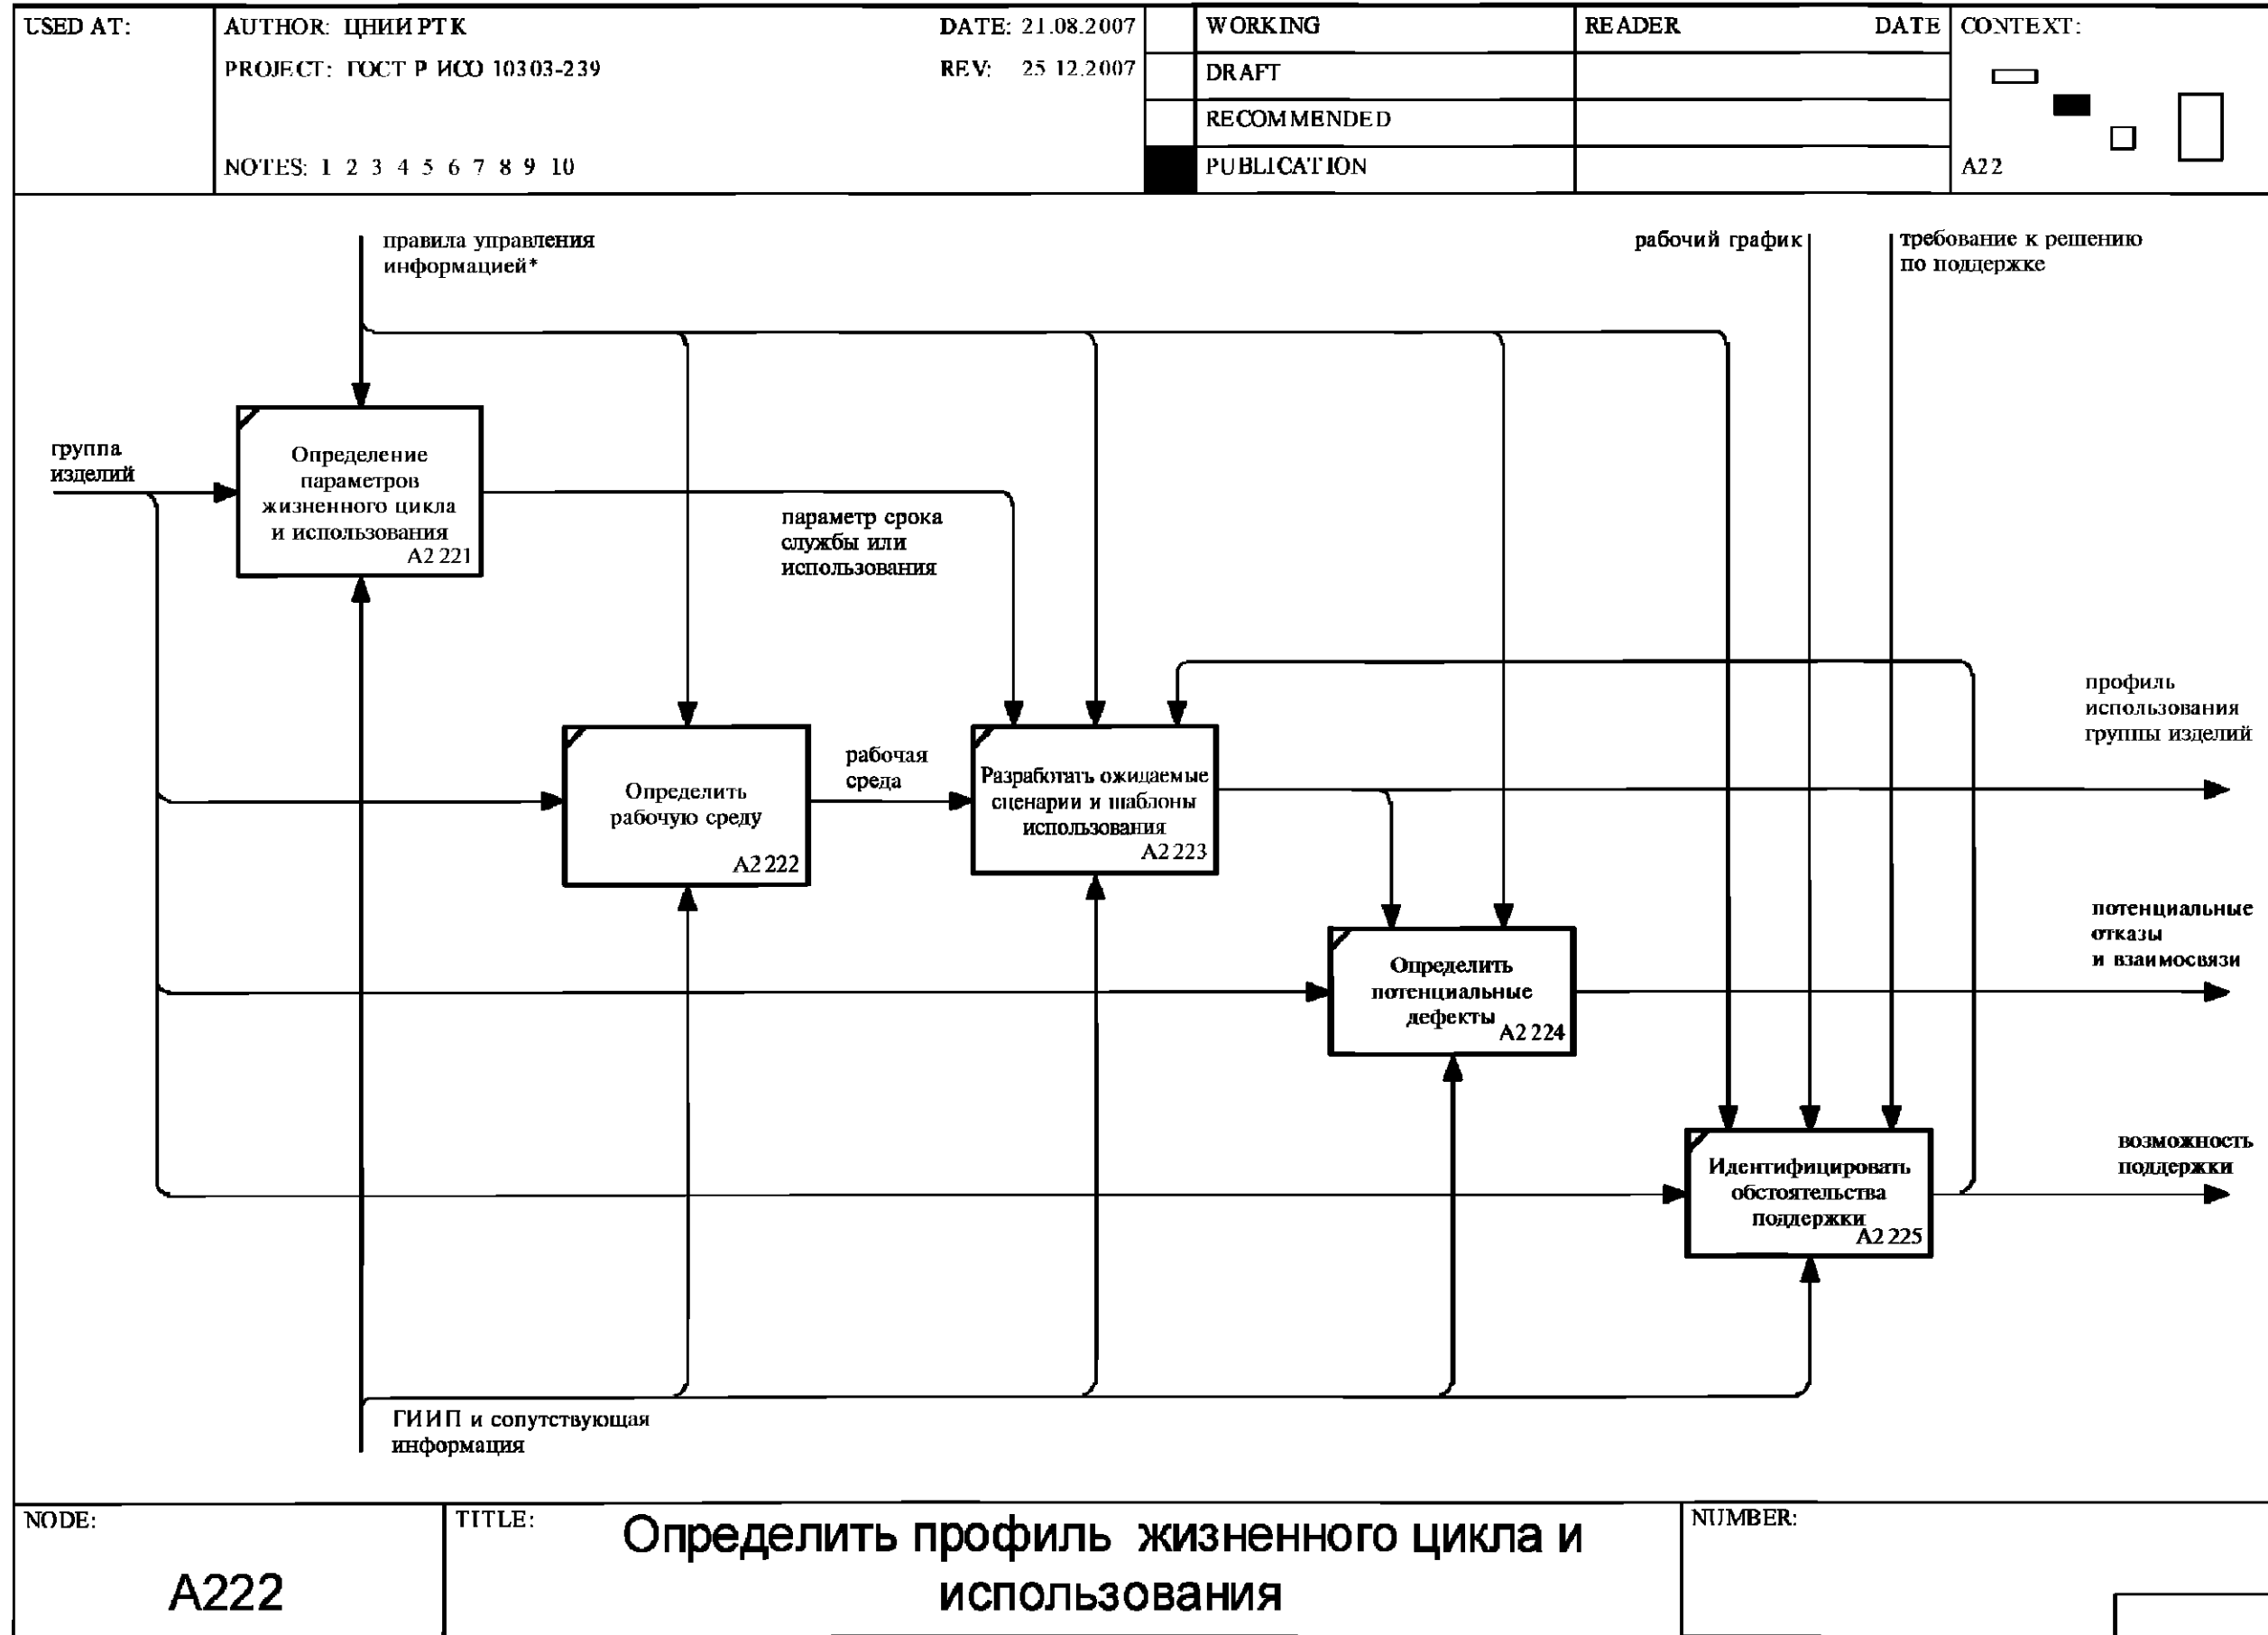 USED AT:
AUTHOR: ЦНИИ РТК
DATE: 21.08.2007
PROJECT: ГОСТ Р ИСО 10303-239
REV: 25 12.2007
NOTES: 1 2 3 4 5 6 7 8 9 10
WORKING
DRAFT
RECOMMENDED
PUBLICATION
READER DATE
CONTEXT:
A22
правила управления
информацией*
рабочий график
требование к решению
по поддержке
группа
изделий
Определение
параметров
жизненного цикла
и использования
A2 221
параметр срока
службы или
использования
профиль
использования
группы изделий
Определить
рабочую среду
A2 222
рабочая
среда
Разработать ожидаемые
сценарии и шаблоны
использования
A2 223
потенциальные
отказы
и взаимосвязи
Определить
потенциальные
дефекты
A2 224
возможность
поддержки
Идентифицировать
обстоятельства
поддержки
A2 225
ГИИП и сопутствующая
информация
NODE:
A222
TITLE:
Определить профиль жизненного цикла и
использования
NUMBER: